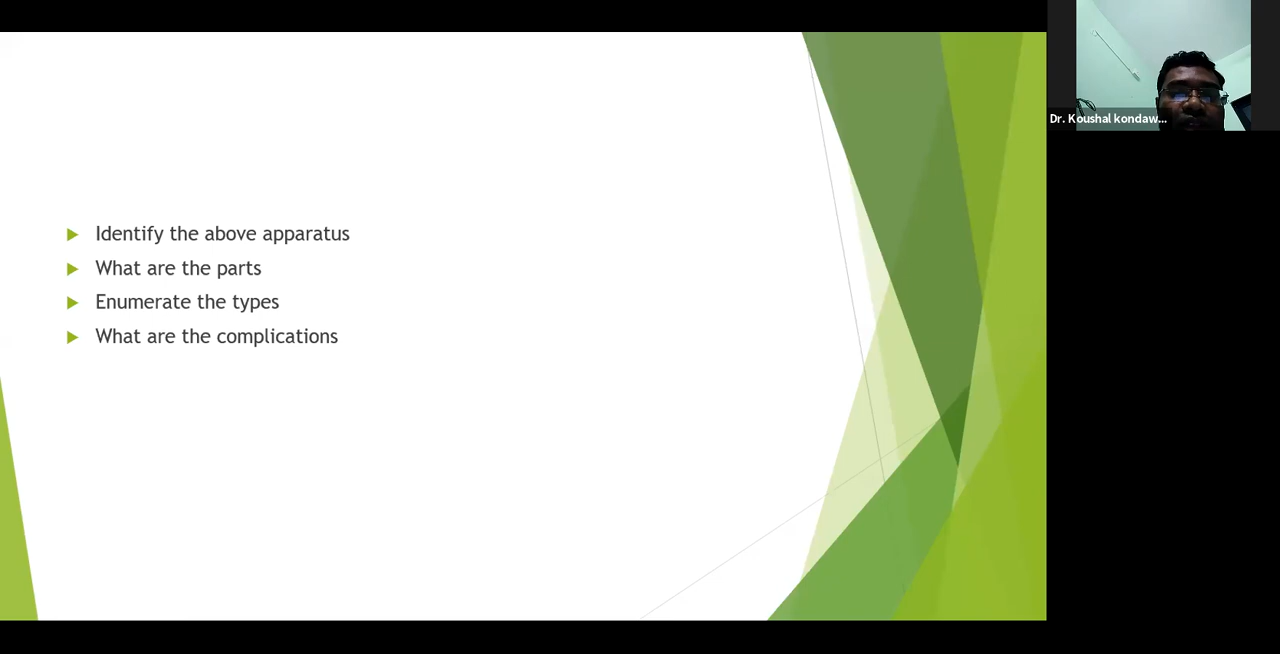 Identify the above apparatus
What are the parts
Enumerate the types
What are the complications
Dr. Koushal kondaw...